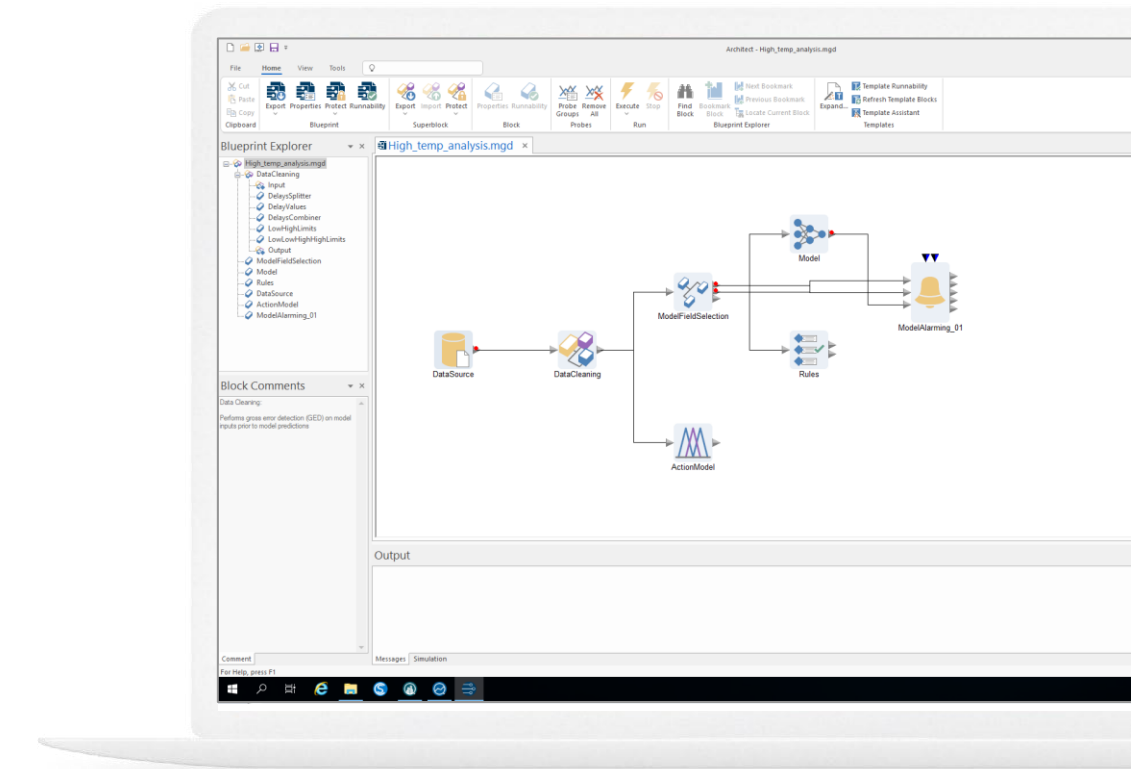 Architect - High_temp_analysis.mgd
File Home View Tools
Cut
Paste
Copy
Export Properties Protect Runnability
Export Import Protect
Properties Runnability
Probe Groups
Remove All
Execute Stop
Find Block
Bookmark Block
Next Bookmark
Previous Bookmark
Locate Current Block
Expand...
Template Runnability
Refresh Template Blocks
Template Assistant
Clipboard Blueprint Superblock Block Probes Run Blueprint Explorer Templates
Blueprint Explorer
High_temp_analysis.mgd
DataCleaning
Input
DelaysSplitter
DelayValues
DelaysCombiner
LowHighLimits
LowLowHighHighLimits
Output
ModelFieldSelection
Model
Rules
DataSource
ActionModel
ModelAlarming_01
Block Comments
Data Cleaning:
Performs gross error detection (GED) on model
inputs prior to model predictions
Comment
High_temp_analysis.mgd
Model
ModelFieldSelection
ModelAlarming_01
DataSource
DataCleaning
Rules
ActionModel
Output
Messages Simulation
For Help, press F1